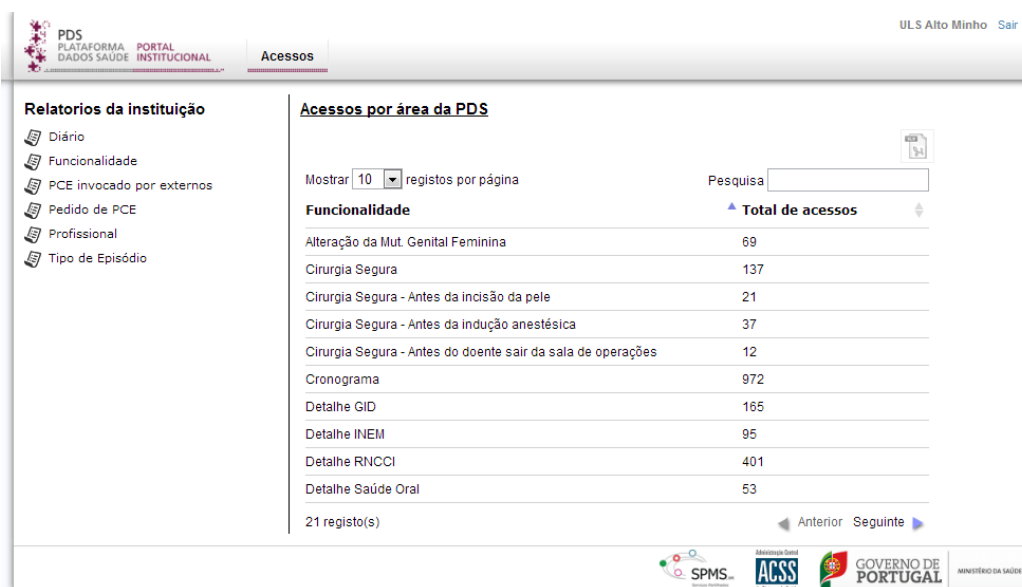 ULS Alto Minho Sair
PDS
PLATAFORMA PORTAL
DADOS SAÚDE INSTITUCIONAL
Acessos
Relatorios da instituição
Diário
Funcionalidade
PCE invocado por externos
Pedido de PCE
Profissional
Tipo de Episódio
Acessos por área da PDS
Mostrar 10 registos por página
Pesquisa
Funcionalidade Total de acessos
Alteração da Mut. Genital Feminina 69
Cirurgia Segura 137
Cirurgia Segura - Antes da incisão da pele 21
Cirurgia Segura - Antes da indução anestésica 37
Cirurgia Segura - Antes do doente sair da sala de operações 12
Cronograma 972
Detalhe GID 165
Detalhe INEM 95
Detalhe RNCCI 401
Detalhe Saúde Oral 53
21 registo(s) Anterior Seguinte
SPMS
Administração Central
ACSS
GOVERNO DE
PORTUGAL
MINISTÉRIO DA SAÚDE